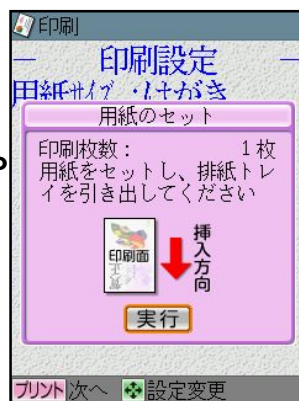 印刷
印刷設定
用紙サイズ：はがき
用紙のセット
印刷枚数： 1枚
用紙をセットし、排紙トレ
イを引き出してください
印刷面
挿入方向
実行
プリント 次へ 設定変更